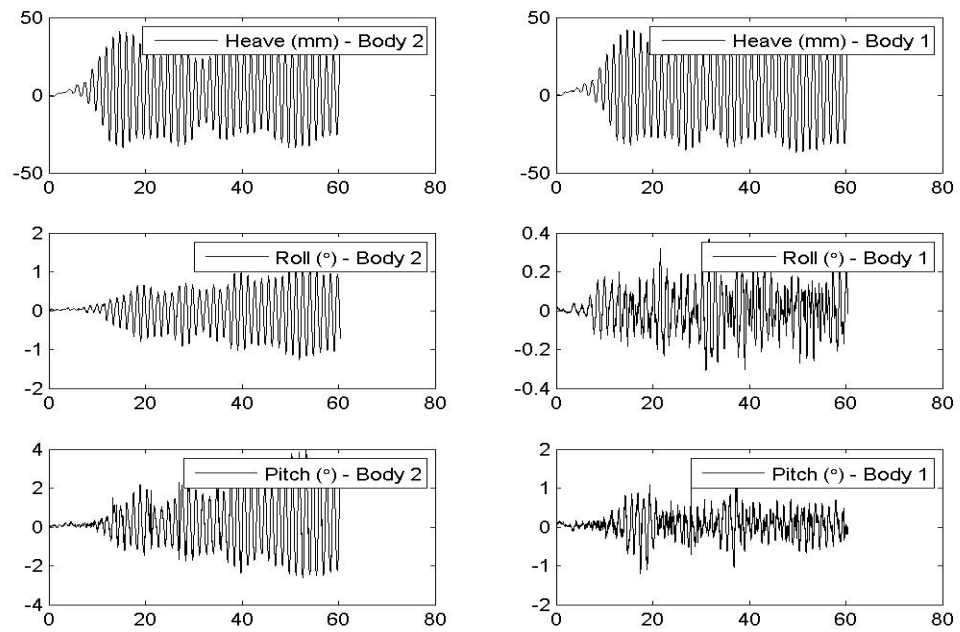 50
0
-50
0 20 40 60 80
Heave (mm) - Body 2
50
0
-50
0 20 40 60 80
Heave (mm) - Body 1
2
1
0
-1
-2
0 20 40 60 80
Roll (°) - Body 2
0.4
0.2
0
-0.2
-0.4
0 20 40 60 80
Roll (°) - Body 1
4
2
0
-2
-4
0 20 40 60 80
Pitch (°) - Body 2
2
1
0
-1
-2
0 20 40 60 80
Pitch (°) - Body 1